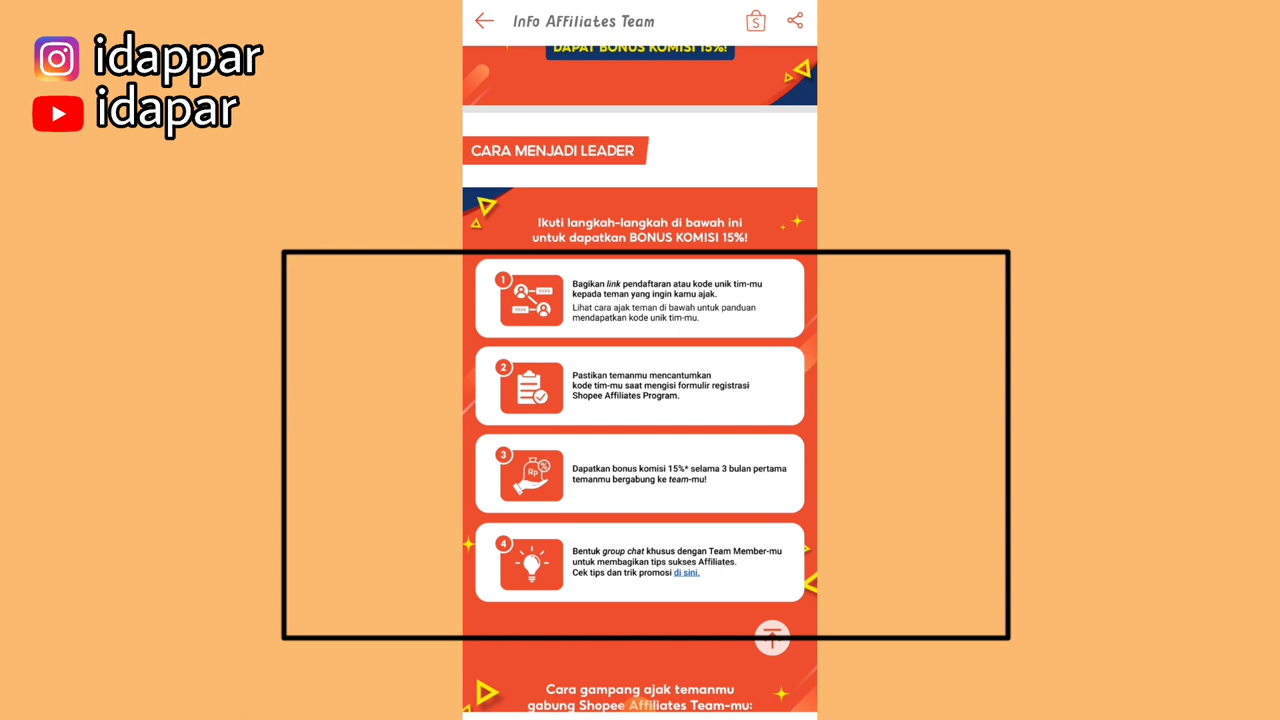 idappar
idapar
Info Affiliates Team
S
DAPAT BONUS KOMISI 15%!
CARA MENJADI LEADER
Ikuti langkah-langkah di bawah ini
untuk dapatkan BONUS KOMISI 15%!
1
Bagikan link pendaftaran atau kode unik tim-mu
kepada teman yang ingin kamu ajak.
Lihat cara ajak teman di bawah untuk panduan
mendapatkan kode unik tim-mu.
2
Pastikan temanmu mencantumkan
kode tim-mu saat mengisi formulir registrasi
Shopee Affiliates Program.
3
Rp %
Dapatkan bonus komisi 15%* selama 3 bulan pertama
temanmu bergabung ke team-mu!
4
Bentuk group chat khusus dengan Team Member-mu
untuk membagikan tips sukses Affiliates.
Cek tips dan trik promosi di sini.
Cara gampang ajak temanmu
gabung Shopee Affiliates Team-mu: